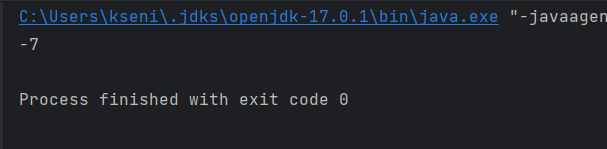 C:\Users\kseni\.jdks\openjdk-17.0.1\bin\java.exe "-javaagen
-7
Process finished with exit code 0